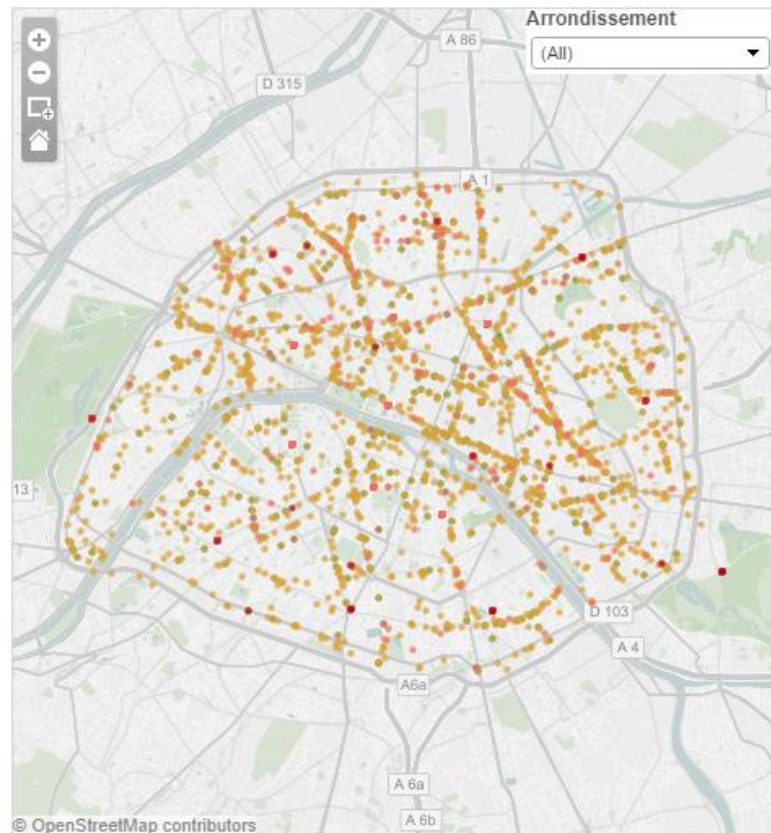 Arrondissement
(All)
A 86
D 315
A 1
13
D 103
A 4
A6a
A 6a
A 6b
© OpenStreetMap contributors